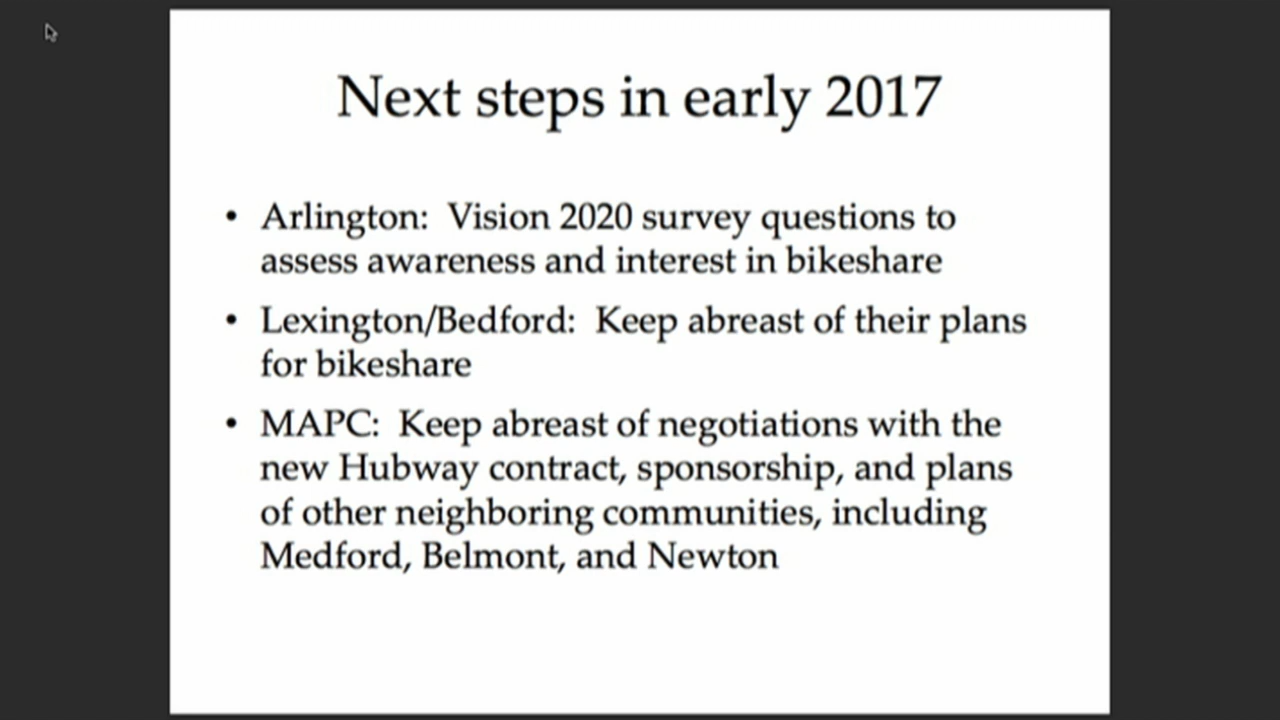 Next steps in early 2017
• Arlington:  Vision 2020 survey questions to
assess awareness and interest in bikeshare
• Lexington/Bedford:  Keep abreast of their plans
for bikeshare
• MAPC:  Keep abreast of negotiations with the
new Hubway contract, sponsorship, and plans
of other neighboring communities, including
Medford, Belmont, and Newton